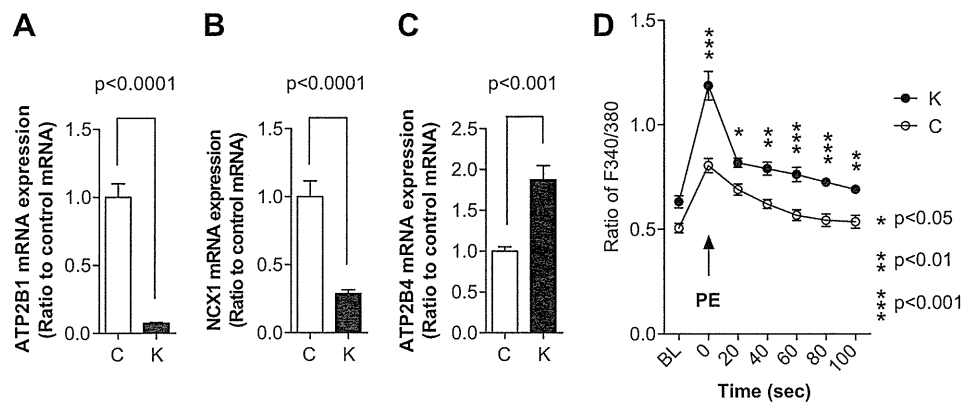 A
p<0.0001
ATP2B1 mRNA expression
(Ratio to control mRNA)
1.5
1.0
0.5
0.0
C K
B
p<0.0001
NCX1 mRNA expression
(Ratio to control mRNA)
1.5
1.0
0.5
0.0
C K
C
p<0.001
ATP2B4 mRNA expression
(Ratio to control mRNA)
2.5
2.0
1.5
1.0
0.5
0.0
C K
D
Ratio of F340/380
1.5
1.0
0.5
0.0
***
*
**
***
***
**
K
C
PE
* p<0.05
** p<0.01
*** p<0.001
BL 0 20 40 60 80 100
Time (sec)